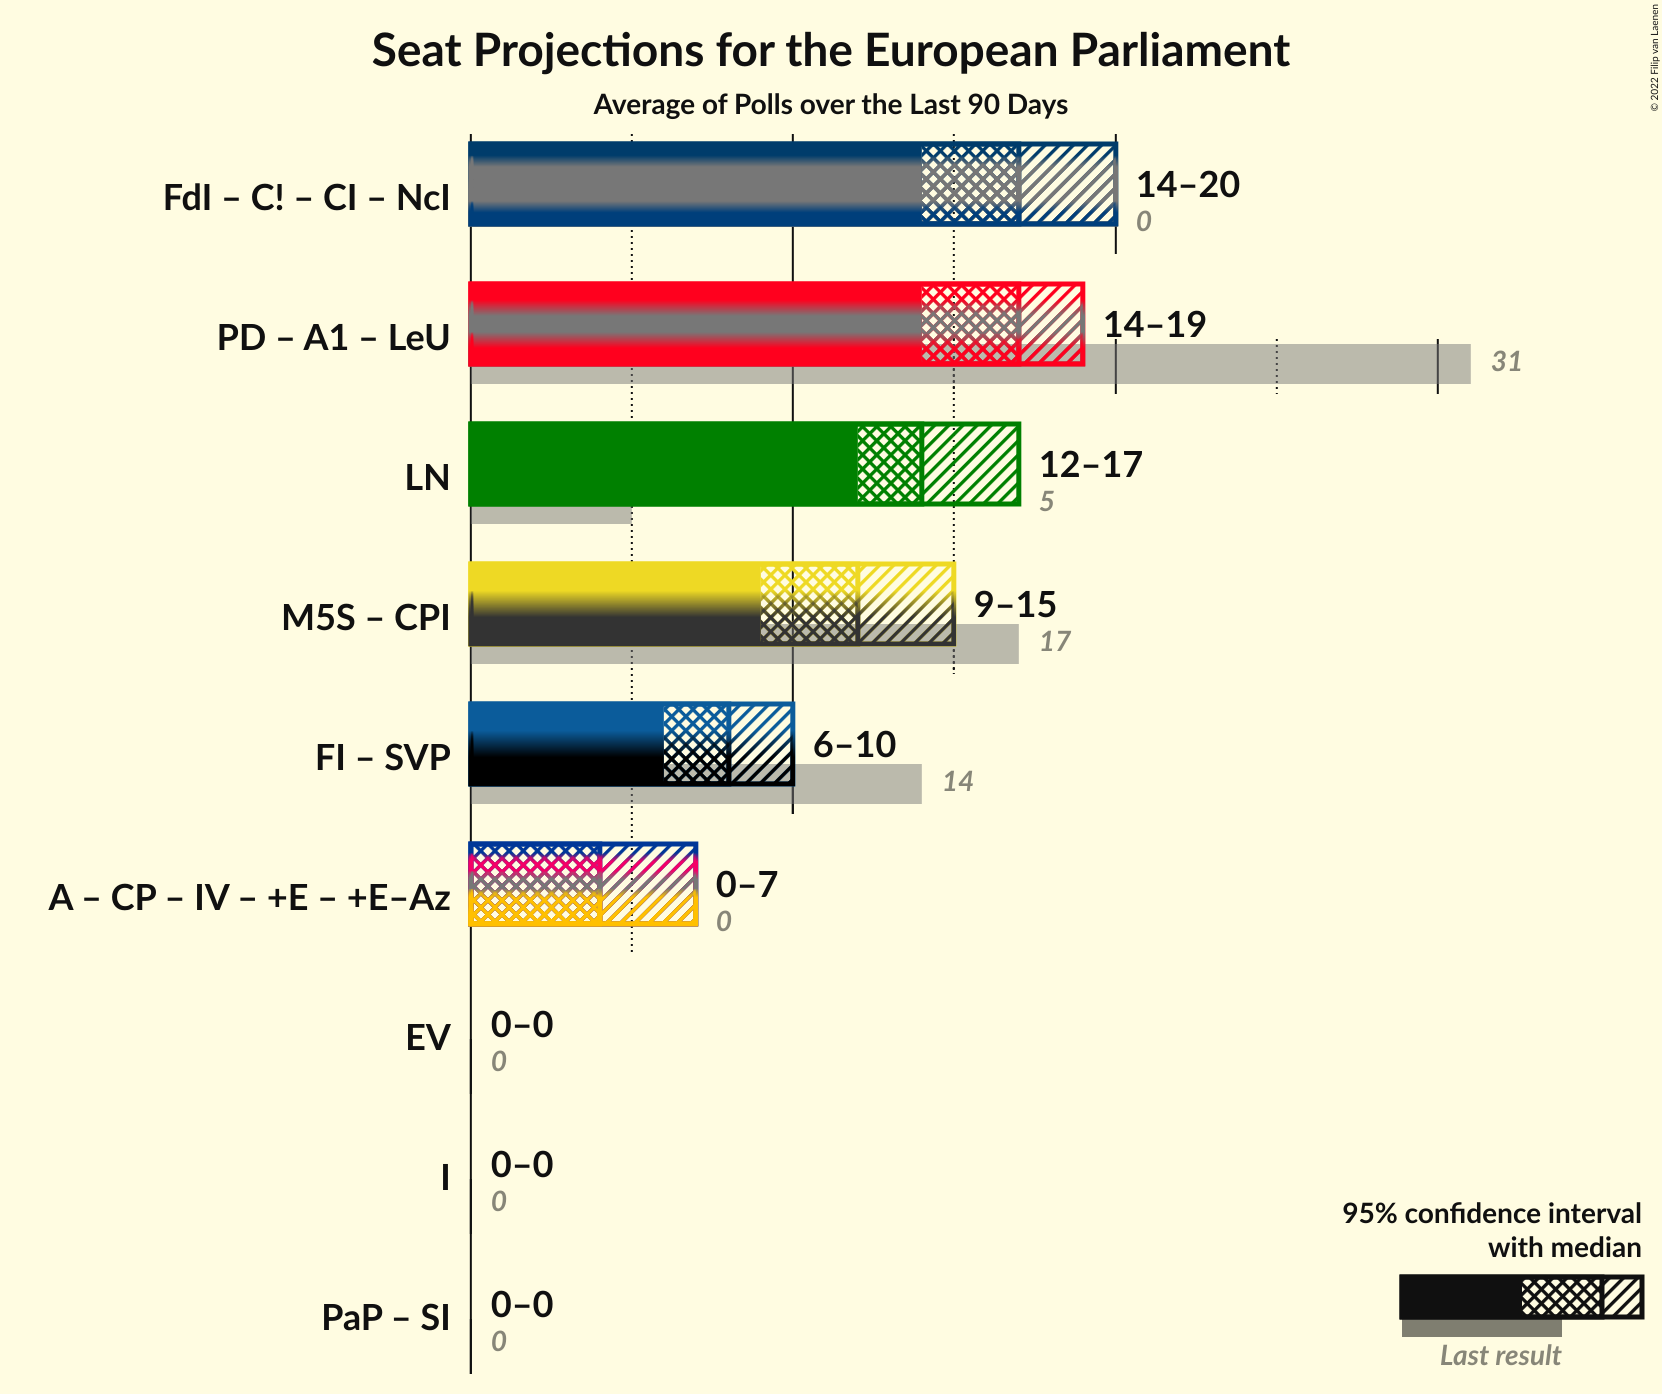 Seat Projections for the European Parliament
Average of Polls over the Last 90 Days
© 2022 Filip van Laenen
FdI – C! – CI – NcI
14–20
0
PD – A1 – LeU
14–19
31
LN
12–17
5
M5S – CPI
9–15
17
FI – SVP
6–10
14
A – CP – IV – +E – +E–Az
0–7
0
EV
0–0
0
I
0–0
0
PaP – SI
0–0
0
95% confidence interval
with median
Last result